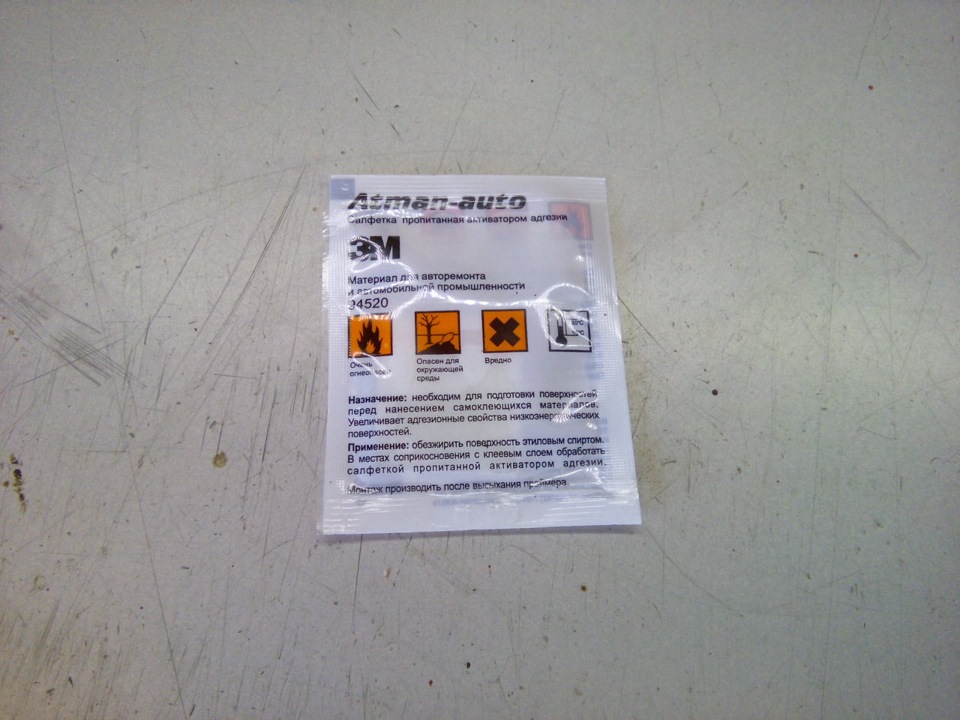 Atman-auto
Салфетка пропитанная активатором адгезии
3M
Материал для авторемонта
и автомобильной промышленности
94520
Очень
огнеопасно
Опасен для
окружающей
среды
Вредно
Назначение: необходим для подготовки поверхностей
перед нанесением самоклеющихся материалов.
Увеличивает адгезионные свойства низкоэнергетических
поверхностей.
Применение: обезжирить поверхность этиловым спиртом.
В местах соприкосновения с клеевым слоем обработать
салфеткой пропитанной активатором адгезии.
Монтаж производить после высыхания праймера.